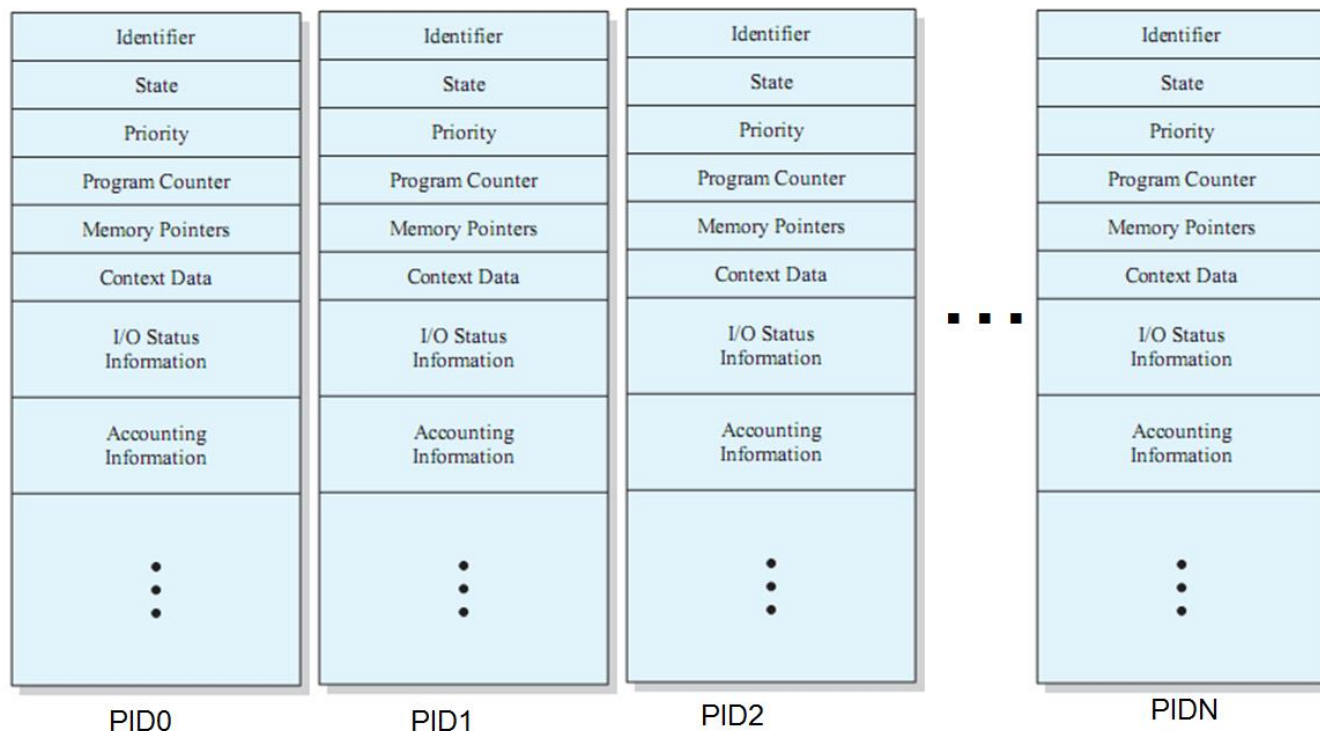 Identifier
State
Priority
Program Counter
Memory Pointers
Context Data
I/O Status
Information
Accounting
Information
PID0
Identifier
State
Priority
Program Counter
Memory Pointers
Context Data
I/O Status
Information
Accounting
Information
PID1
Identifier
State
Priority
Program Counter
Memory Pointers
Context Data
I/O Status
Information
Accounting
Information
PID2
Identifier
State
Priority
Program Counter
Memory Pointers
Context Data
I/O Status
Information
Accounting
Information
PIDN